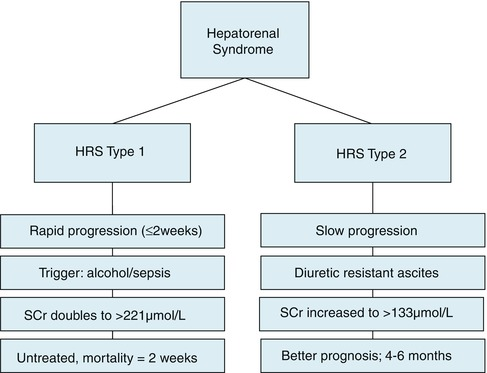 Hepatorenal
Syndrome
HRS Type 1
HRS Type 2
Rapid progression (≤2weeks)
Slow progression
Trigger: alcohol/sepsis
Diuretic resistant ascites
SCr doubles to >221µmol/L
SCr increased to >133µmol/L
Untreated, mortality = 2 weeks
Better prognosis; 4-6 months